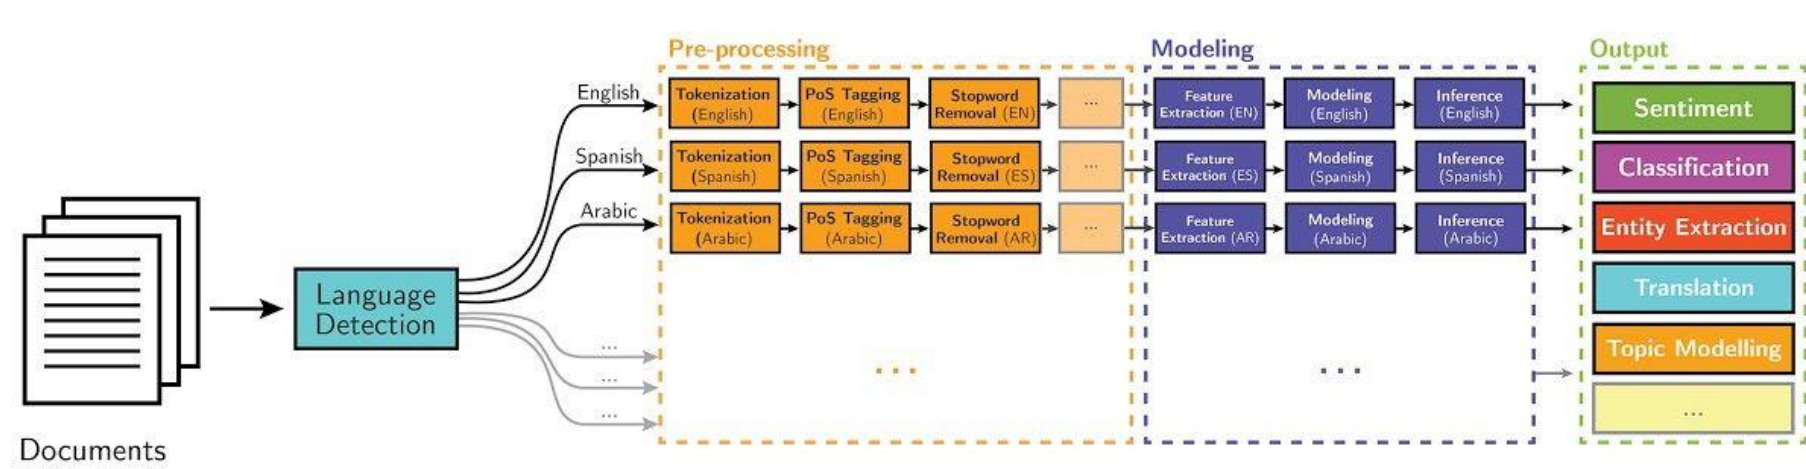 Pre-processing
Modeling
Output
English
Tokenization
(English)
PoS Tagging
(English)
Stopword
Removal (EN)
...
Feature
Extraction (EN)
Modeling
(English)
Inference
(English)
Sentiment
Spanish
Tokenization
(Spanish)
PoS Tagging
(Spanish)
Stopword
Removal (ES)
...
Feature
Extraction (ES)
Modeling
(Spanish)
Inference
(Spanish)
Classification
Arabic
Tokenization
(Arabic)
PoS Tagging
(Arabic)
Stopword
Removal (AR)
...
Feature
Extraction (AR)
Modeling
(Arabic)
Inference
(Arabic)
Entity Extraction
Language
Detection
Translation
...
...
...
...
...
Topic Modelling
...
Documents